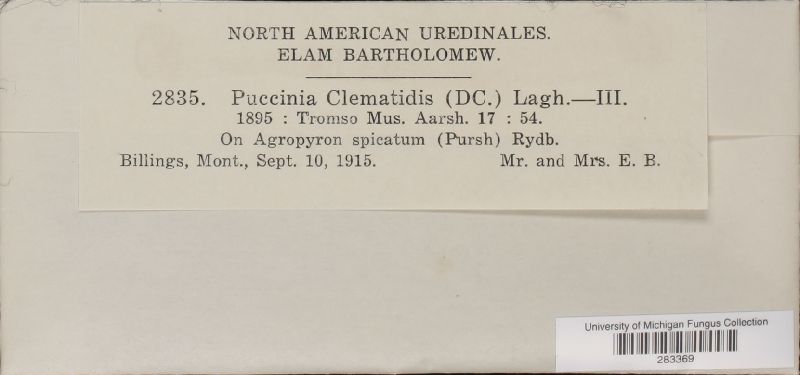 NORTH AMERICAN UREDINALES.
ELAM BARTHOLOMEW.
2835. Puccinia Clematidis (DC.) Lagh.—III.
1895 : Tromso Mus. Aarsh. 17 : 54.
On Agropyron spicatum (Pursh) Rydb.
Billings, Mont., Sept. 10, 1915. Mr. and Mrs. E. B.
University of Michigan Fungus Collection
283369